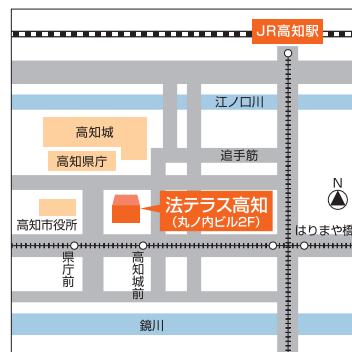 JR高知駅
江ノ口川
高知城
高知県庁
追手筋
N
法テラス高知
(丸ノ内ビル2F)
高知市役所
はりまや橋
県庁前
高知城前
鏡川